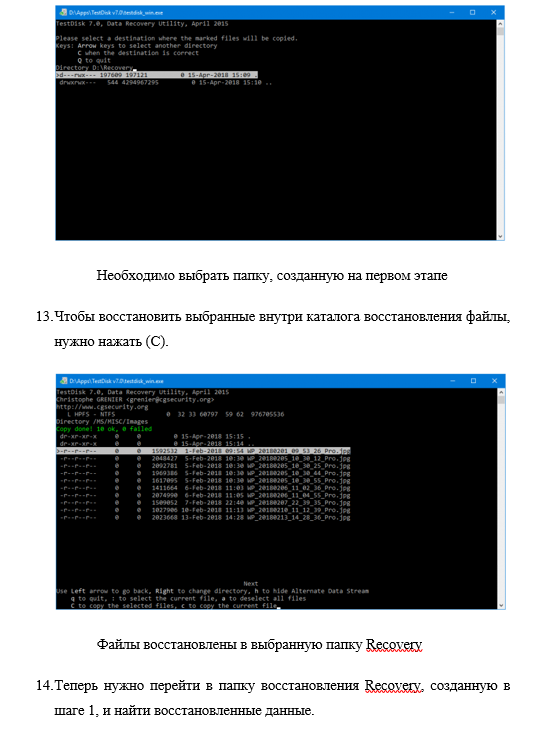 D:\Apps\TestDisk v7.0\testdisk_win.exe
TestDisk 7.0, Data Recovery Utility, April 2015
Please select a destination where the marked files will be copied.
Keys: Arrow keys to select another directory
C when the destination is correct
Q to quit
Directory D:\Recovery
>d---rwx--- 197609 197121 0 15-Apr-2018 15:09 .
drwxrwx--- 544 4294967295 0 15-Apr-2018 15:10 ..
Необходимо выбрать папку, созданную на первом этапе
13. Чтобы восстановить выбранные внутри каталога восстановления файлы,
нужно нажать (С).
D:\Apps\TestDisk v7.0\testdisk_win.exe
TestDisk 7.0, Data Recovery Utility, April 2015
Christophe GRENIER <grenier@cgsecurity.org>
http://www.cgsecurity.org
L HPFS - NTFS 0 32 33 60797 59 62 976705536
Directory /MS/MISC/Images
Copy done! 10 ok, 0 failed
dr-xr-xr-x 0 0 0 15-Apr-2018 15:15 .
dr-xr-xr-x 0 0 0 15-Apr-2018 15:14 ..
>-r--r--r-- 0 0 1592532 1-Feb-2018 09:54 WP_20180201_09_53_26_Pro.jpg
-r--r--r-- 0 0 2048427 5-Feb-2018 10:30 WP_20180205_10_30_12_Pro.jpg
-r--r--r-- 0 0 2092781 5-Feb-2018 10:30 WP_20180205_10_30_25_Pro.jpg
-r--r--r-- 0 0 1969386 5-Feb-2018 10:30 WP_20180205_10_30_44_Pro.jpg
-r--r--r-- 0 0 1617095 5-Feb-2018 10:30 WP_20180205_10_30_55_Pro.jpg
-r--r--r-- 0 0 1411664 6-Feb-2018 11:03 WP_20180206_11_02_36_Pro.jpg
-r--r--r-- 0 0 2074990 6-Feb-2018 11:05 WP_20180206_11_04_55_Pro.jpg
-r--r--r-- 0 0 1509052 7-Feb-2018 22:40 WP_20180207_22_39_35_Pro.jpg
-r--r--r-- 0 0 1027906 10-Feb-2018 11:13 WP_20180210_11_12_39_Pro.jpg
-r--r--r-- 0 0 2023668 13-Feb-2018 14:28 WP_20180213_14_28_36_Pro.jpg
Next
Use Left arrow to go back, Right to change directory, h to hide Alternate Data Stream
q to quit, : to select the current file, a to deselect all files
C to copy the selected files, c to copy the current file
Файлы восстановлены в выбранную папку Recovery
14. Теперь нужно перейти в папку восстановления Recovery, созданную в
шаге 1, и найти восстановленные данные.